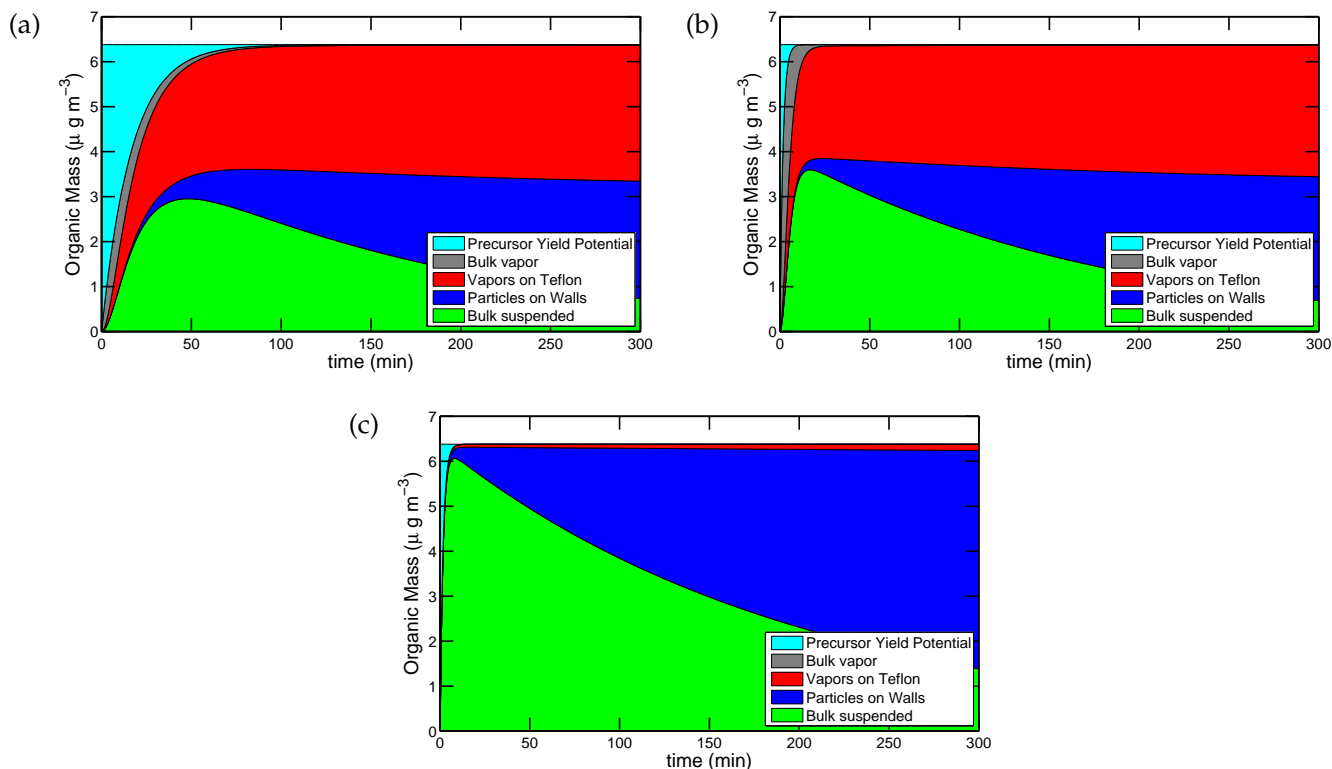 (a)
7
6
5
4
3
2
1
0
Organic Mass (μ g m−3)
0 50 100 150 200 250 300
time (min)
Precursor Yield Potential
Bulk vapor
Vapors on Teflon
Particles on Walls
Bulk suspended
(b)
7
6
5
4
3
2
1
0
Organic Mass (μ g m−3)
0 50 100 150 200 250 300
time (min)
Precursor Yield Potential
Bulk vapor
Vapors on Teflon
Particles on Walls
Bulk suspended
(c)
7
6
5
4
3
2
1
0
Organic Mass (μ g m−3)
0 50 100 150 200 250 300
time (min)
Precursor Yield Potential
Bulk vapor
Vapors on Teflon
Particles on Walls
Bulk suspended